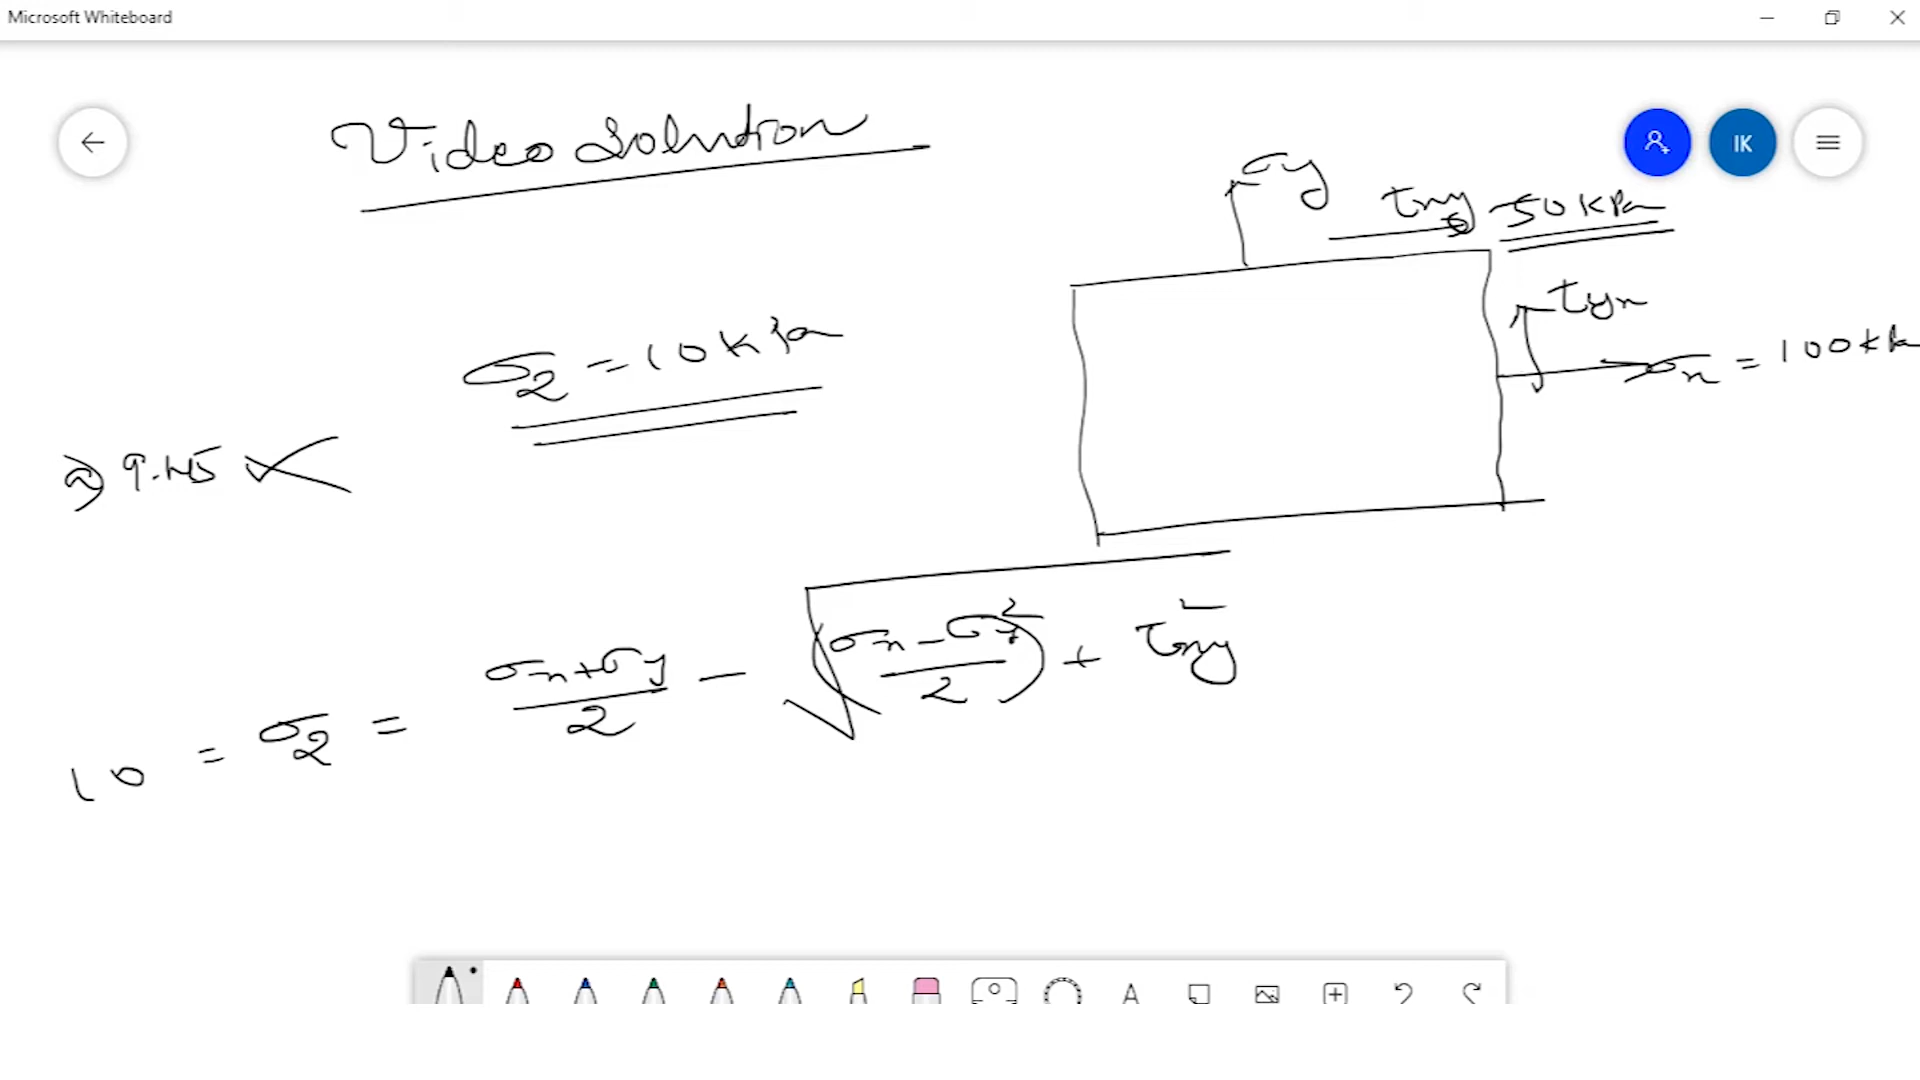 Microsoft Whiteboard
Video Solution
IK
σy
τxy 50 kPa
τyx
σx = 100 kPa
σ2 = 10 kPa
⇒ 9.45
10 = σ2 = σx+σy/2 − √(σx−σy/2)² + τxy²